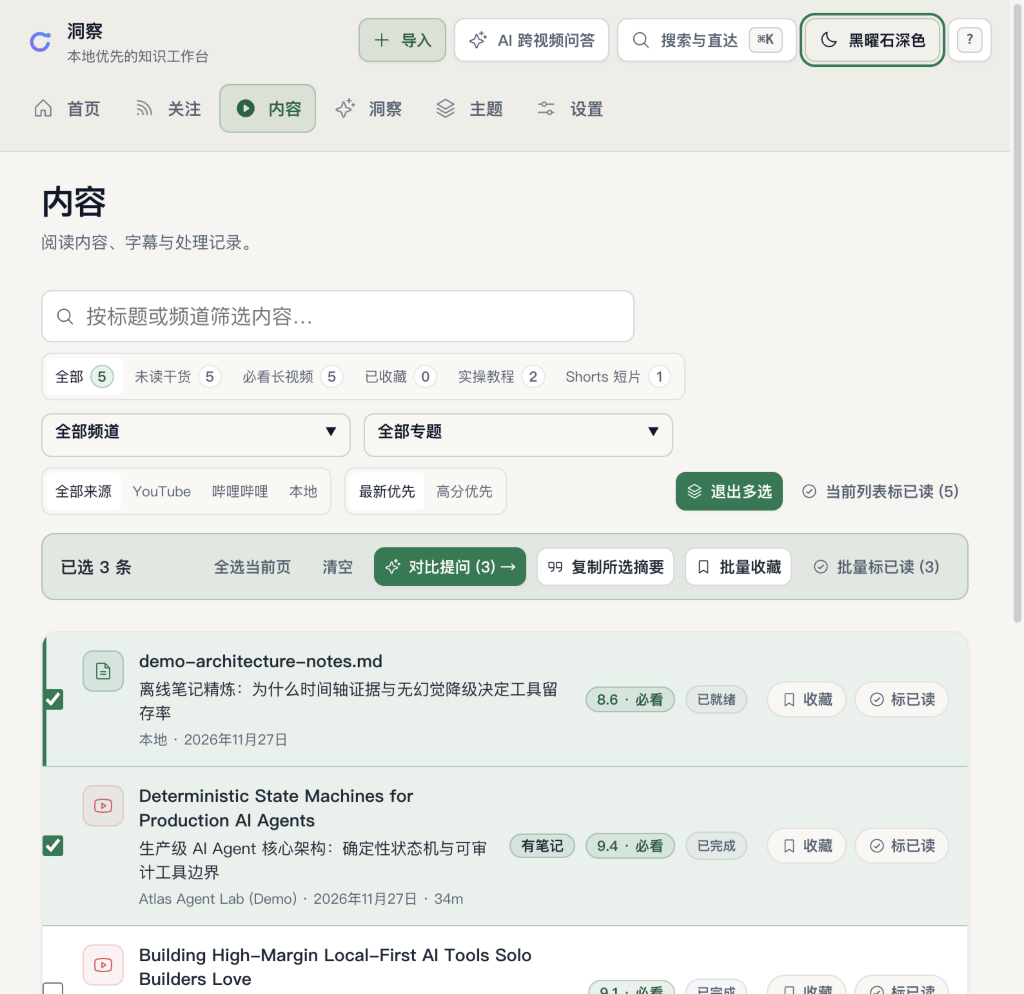 洞察
本地优先的知识工作台
导入
AI 跨视频问答
搜索与直达 ⌘K
黑曜石深色
?
首页
关注
内容
洞察
主题
设置
内容
阅读内容、字幕与处理记录。
按标题或频道筛选内容…
全部 5
未读干货 5
必看长视频 5
已收藏 0
实操教程 2
Shorts 短片 1
全部频道 ▼
全部专题 ▼
全部来源
YouTube
哔哩哔哩
本地
最新优先
高分优先
退出多选
当前列表标已读 (5)
已选 3 条
全选当前页
清空
对比提问 (3) →
复制所选摘要
批量收藏
批量标已读 (3)
demo-architecture-notes.md
离线笔记精炼：为什么时间轴证据与无幻觉降级决定工具留
存率
本地 · 2026年11月27日
8.6 · 必看
已就绪
收藏
标已读
Deterministic State Machines for
Production AI Agents
生产级 AI Agent 核心架构：确定性状态机与可审
计工具边界
Atlas Agent Lab (Demo) · 2026年11月27日 · 34m
有笔记
9.4 · 必看
已完成
收藏
标已读
Building High-Margin Local-First AI Tools Solo
Builders Love
9.1 · 必看
已完成
收藏
标已读